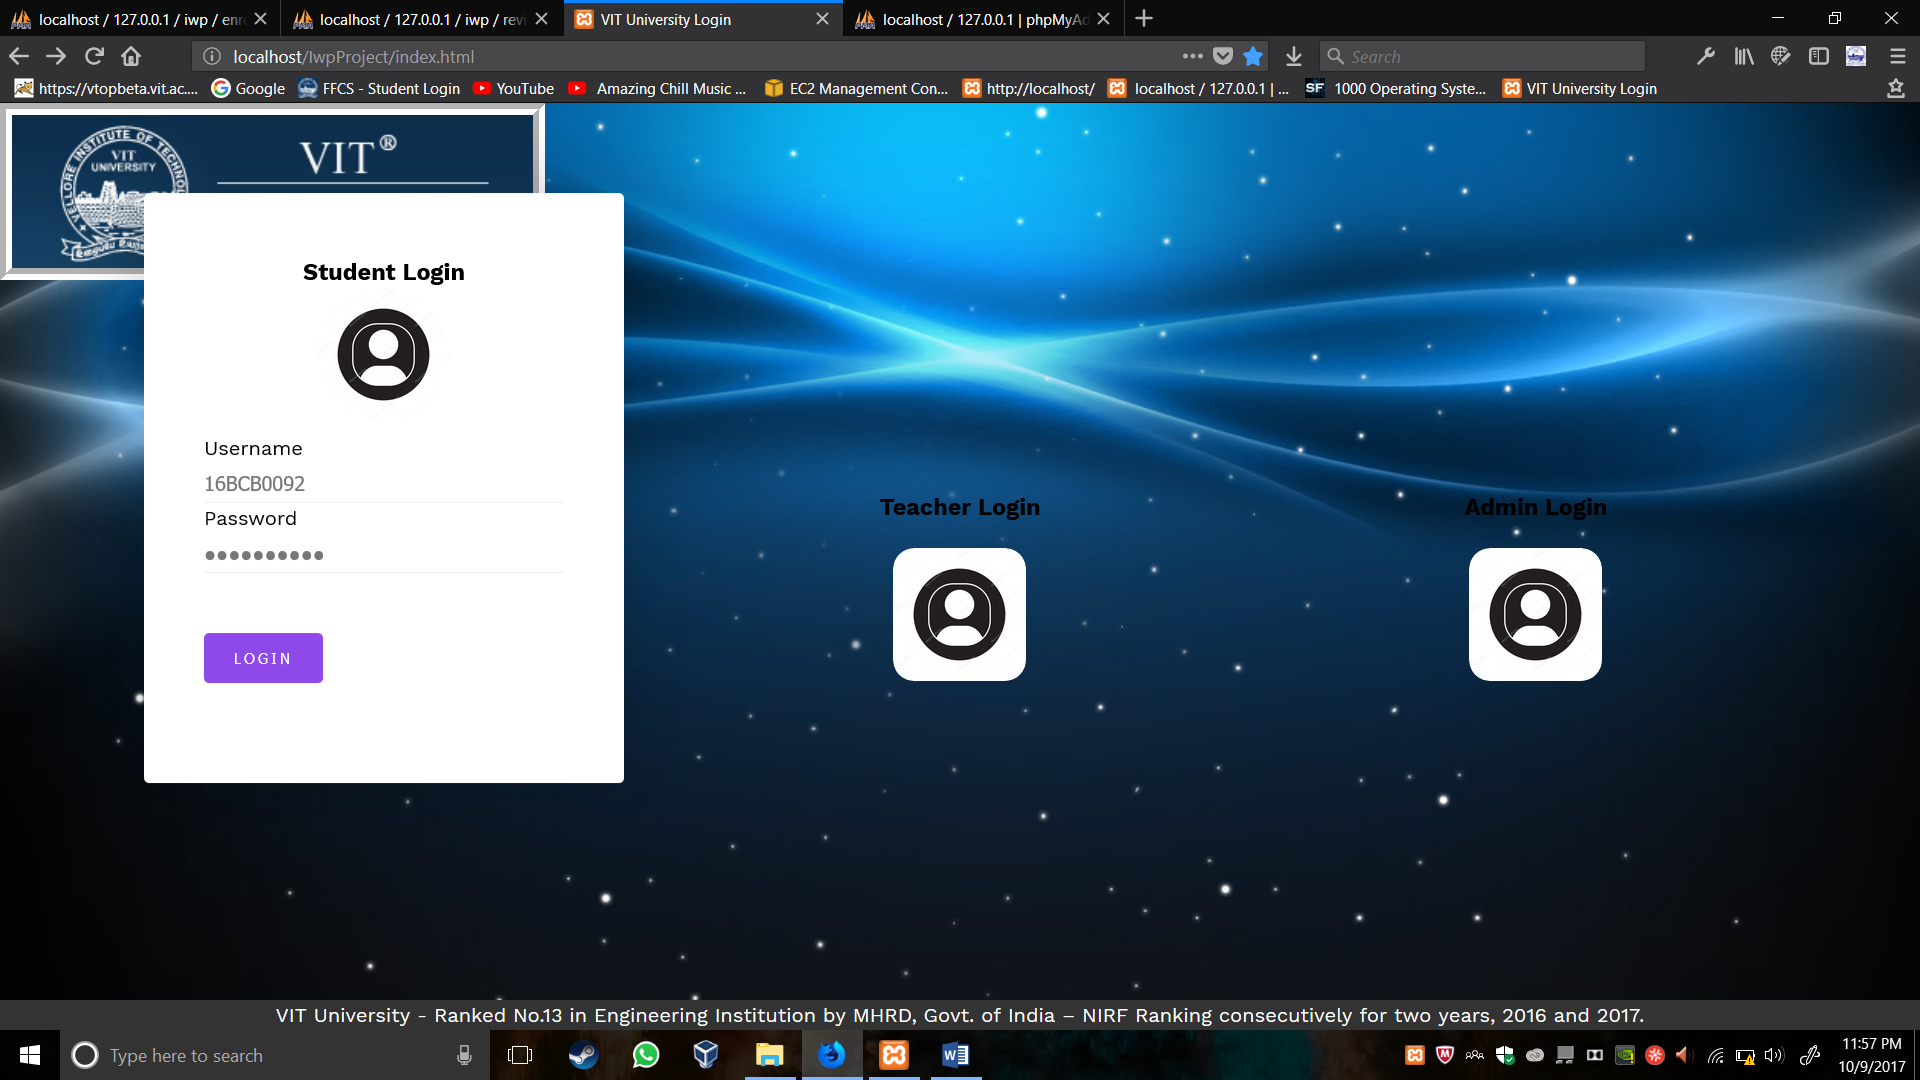 localhost / 127.0.0.1 / iwp / enr
localhost / 127.0.0.1 / iwp / revi
VIT University Login
localhost / 127.0.0.1 | phpMyAd
localhost/IwpProject/index.html
Search
https://vtopbeta.vit.ac....
Google
FFCS - Student Login
YouTube
Amazing Chill Music ...
EC2 Management Con...
http://localhost/
localhost / 127.0.0.1 | ...
SF
1000 Operating Syste...
VIT University Login
VIT®
VELLORE INSTITUTE OF TECHNOL
VIT
UNIVERSITY
Student Login
Username
16BCB0092
Password
LOGIN
Teacher Login
Admin Login
VIT University - Ranked No.13 in Engineering Institution by MHRD, Govt. of India – NIRF Ranking consecutively for two years, 2016 and 2017.
Type here to search
11:57 PM
10/9/2017